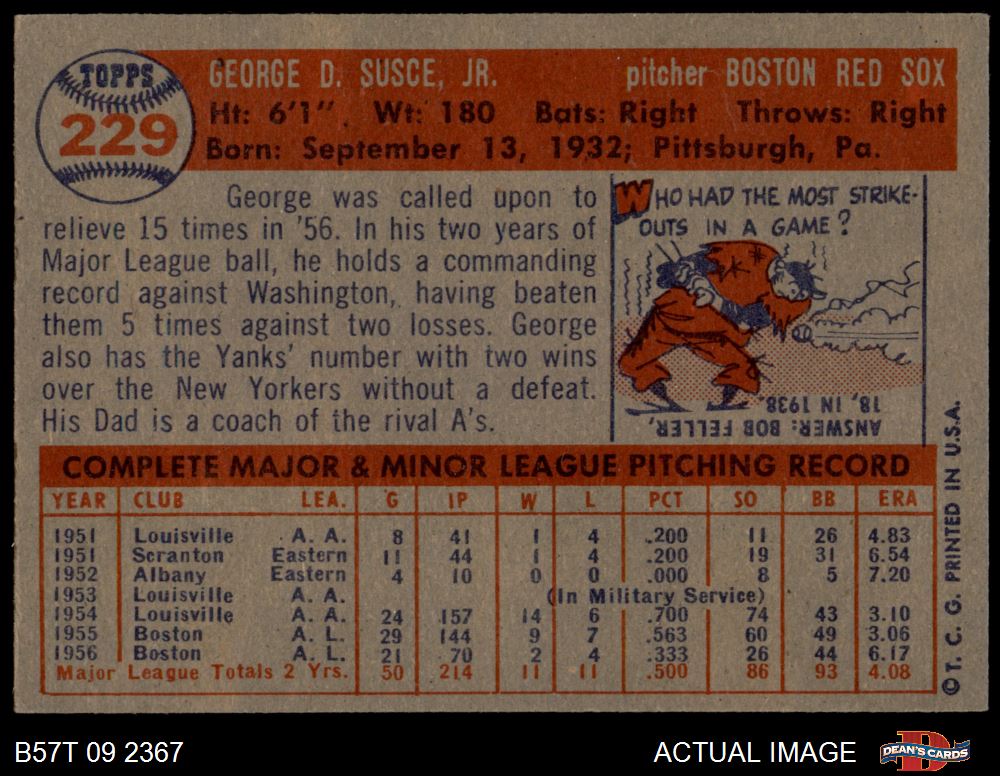 TOPPS
229
GEORGE D. SUSCE, JR. pitcher BOSTON RED SOX
Ht: 6'1". Wt: 180 Bats: Right Throws: Right
Born: September 13, 1932; Pittsburgh, Pa.
George was called upon to
relieve 15 times in '56. In his two years of
Major League ball, he holds a commanding
record against Washington, having beaten
them 5 times against two losses. George
also has the Yanks' number with two wins
over the New Yorkers without a defeat.
His Dad is a coach of the rival A's.
WHO HAD THE MOST STRIKE-
OUTS IN A GAME?
ANSWER: BOB FELLER,
18, IN 1938.
COMPLETE MAJOR & MINOR LEAGUE PITCHING RECORD
YEAR CLUB LEA. G IP W L PCT SO BB ERA
1951 Louisville A. A. 8 41 1 4 .200 11 26 4.83
1951 Scranton Eastern 11 44 1 4 .200 19 31 6.54
1952 Albany Eastern 4 10 0 0 .000 8 5 7.20
1953 Louisville A. A. (In Military Service)
1954 Louisville A. A. 24 157 14 6 .700 74 43 3.10
1955 Boston A. L. 29 144 9 7 .563 60 49 3.06
1956 Boston A. L. 21 70 2 4 .333 26 44 6.17
Major League Totals 2 Yrs. 50 214 11 11 .500 86 93 4.08
© T. C. G. PRINTED IN U.S.A.
B57T 09 2367
ACTUAL IMAGE
D
DEAN'S CARDS